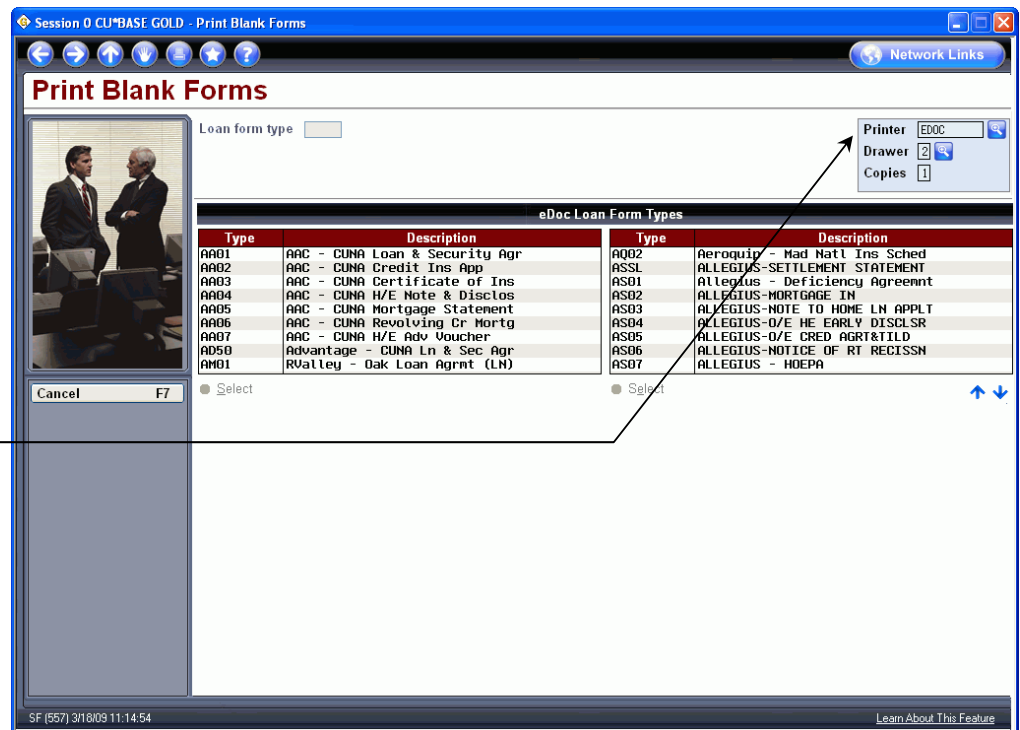 Session 0 CU*BASE GOLD - Print Blank Forms
Network Links
Print Blank Forms
Loan form type
Printer EDOC
Drawer 2
Copies 1
eDoc Loan Form Types
Type Description Type Description
AA01 AAC - CUNA Loan & Security Agr AQ02 Aeroquip - Mad Natl Ins Sched
AA02 AAC - CUNA Credit Ins App ASSL ALLEGIUS-SETTLEMENT STATEMENT
AA03 AAC - CUNA Certificate of Ins AS01 Allegius - Deficiency Agreemnt
AA04 AAC - CUNA H/E Note & Disclos AS02 ALLEGIUS-MORTGAGE IN
AA05 AAC - CUNA Mortgage Statement AS03 ALLEGIUS-NOTE TO HOME LN APPLT
AA06 AAC - CUNA Revolving Cr Mortg AS04 ALLEGIUS-O/E HE EARLY DISCLSR
AA07 AAC - CUNA H/E Adv Voucher AS05 ALLEGIUS-O/E CRED AGRT&TILD
AD50 Advantage - CUNA Ln & Sec Agr AS06 ALLEGIUS-NOTICE OF RT RECISSN
AM01 RValley - Oak Loan Agrmt (LN) AS07 ALLEGIUS - HOEPA
Cancel F7
Select Select
SF (557) 3/18/09 11:14:54
Learn About This Feature